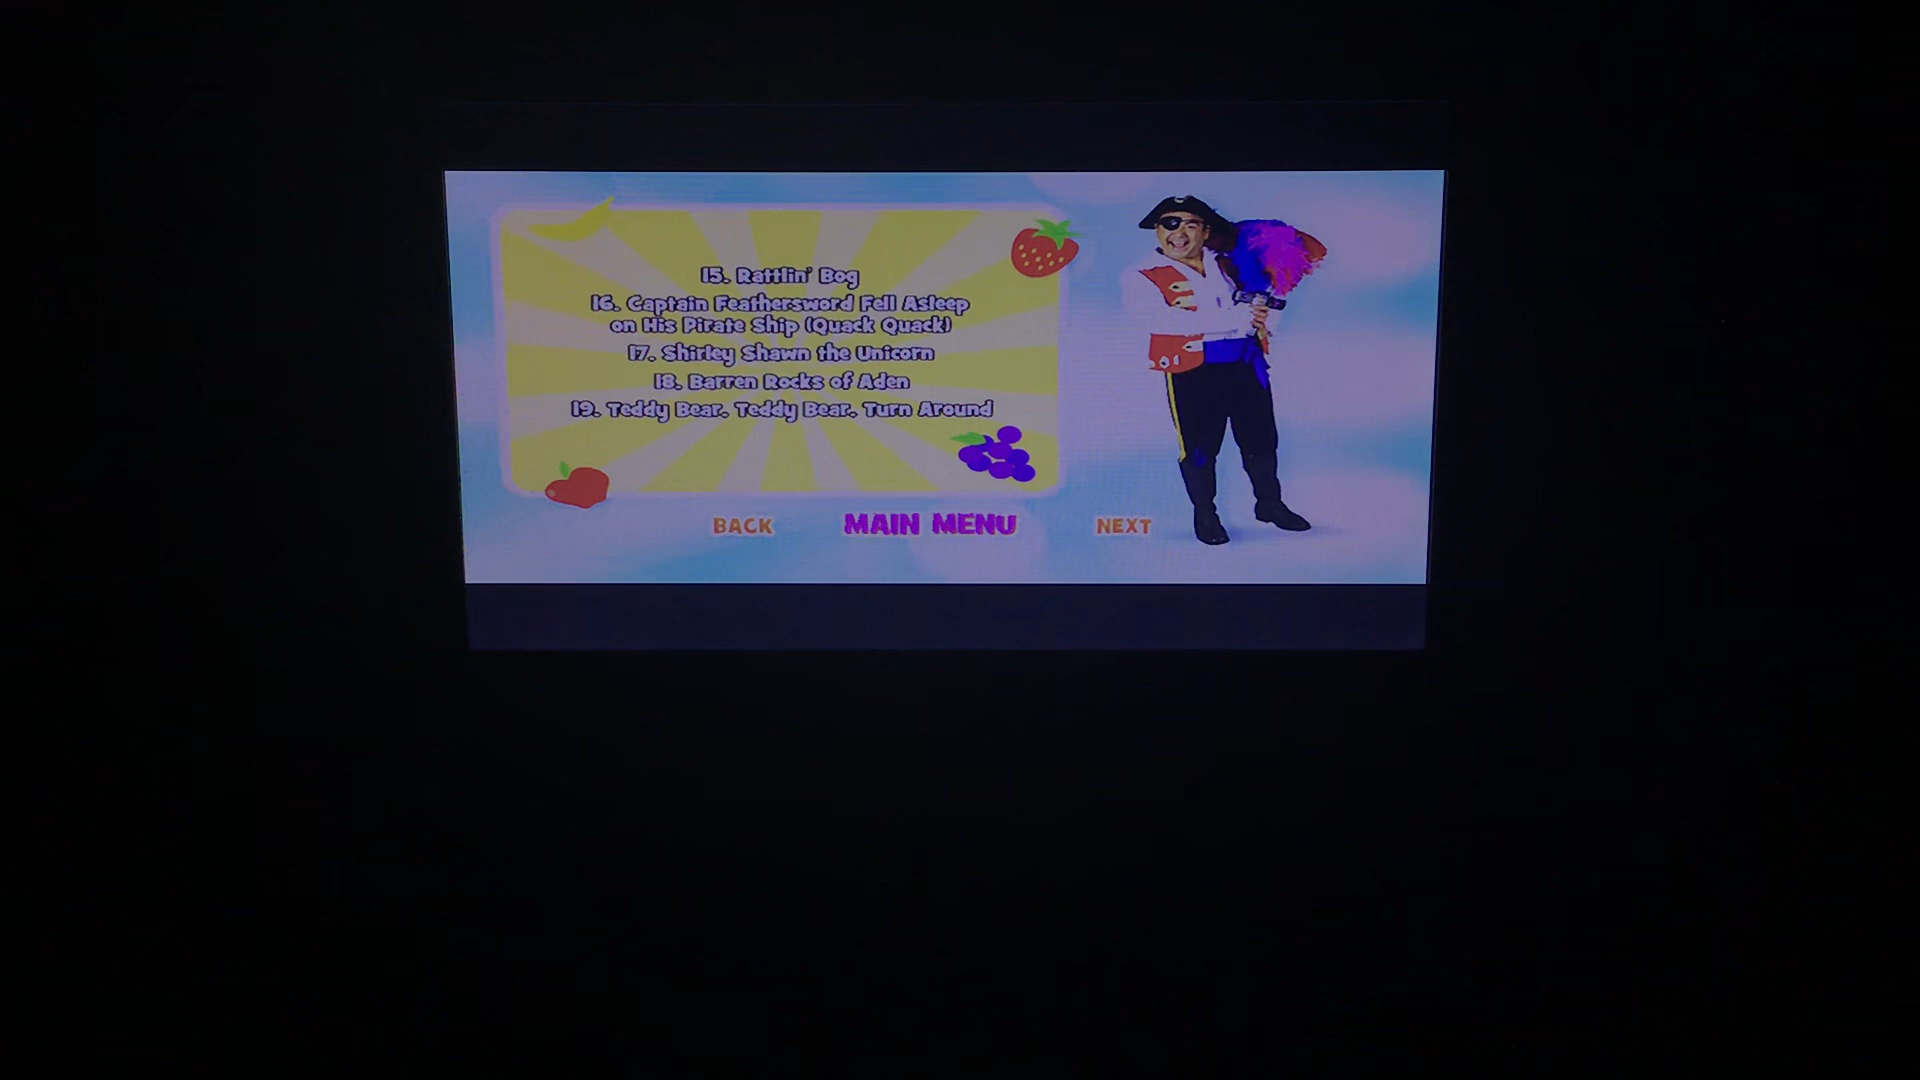 15. Rattlin' Bog
16. Captain Feathersword Fell Asleep
on His Pirate Ship (Quack Quack)
17. Shirley Shawn the Unicorn
18. Barren Rocks of Aden
19. Teddy Bear, Teddy Bear, Turn Around
BACK
MAIN MENU
NEXT